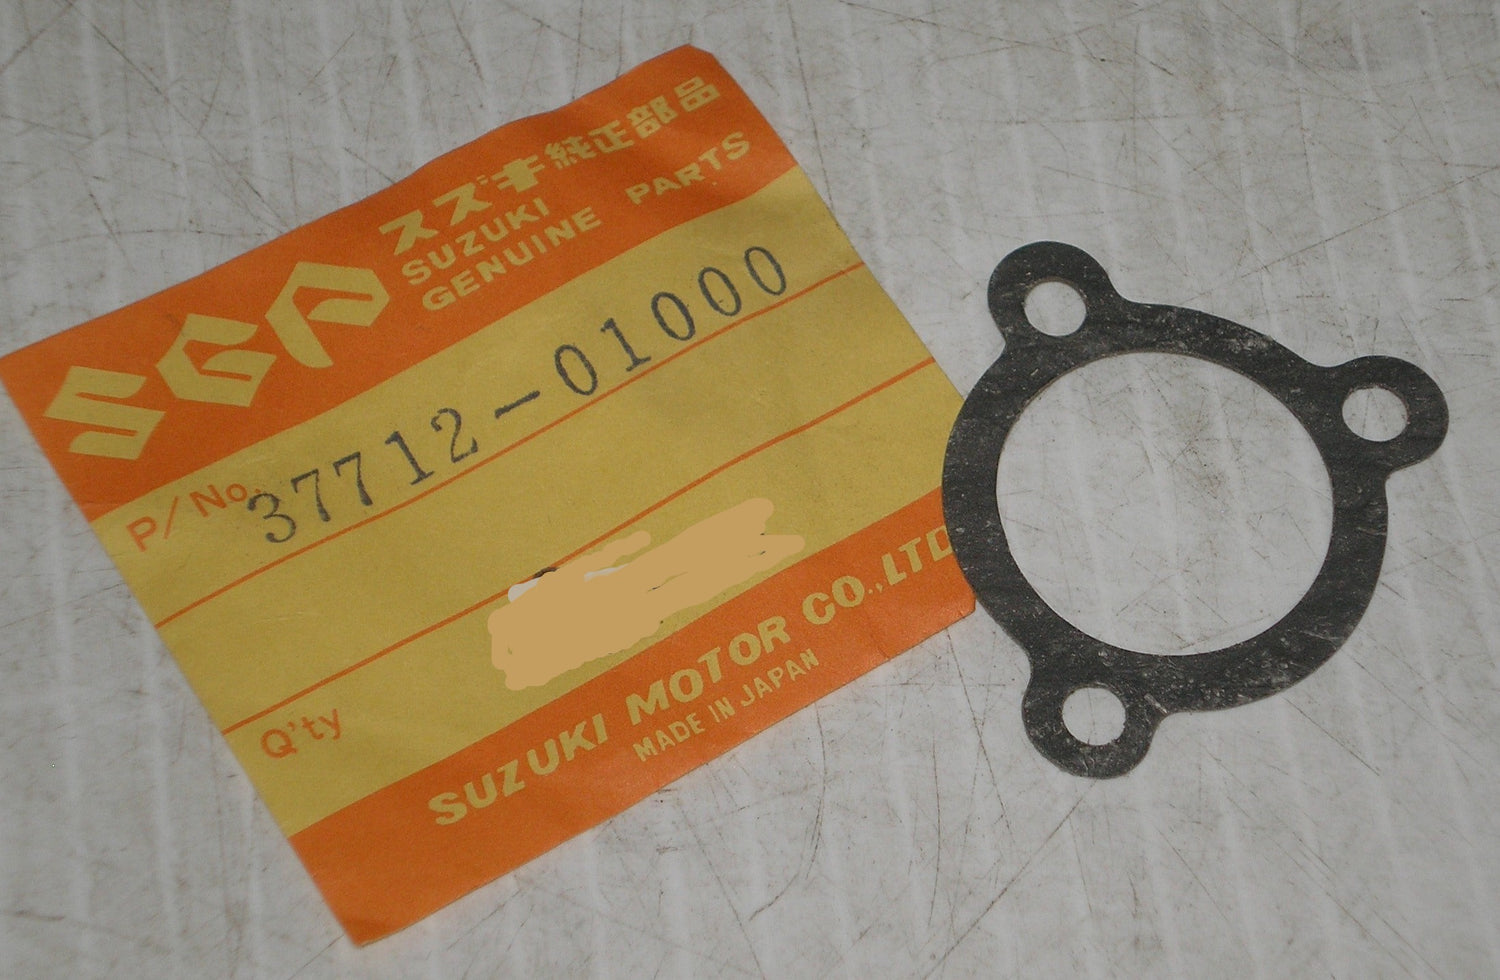 SGP
スズキ純正部品
SUZUKI
GENUINE PARTS
P/No. 37712-01000
Q'ty
SUZUKI MOTOR CO.,LTD
MADE IN JAPAN